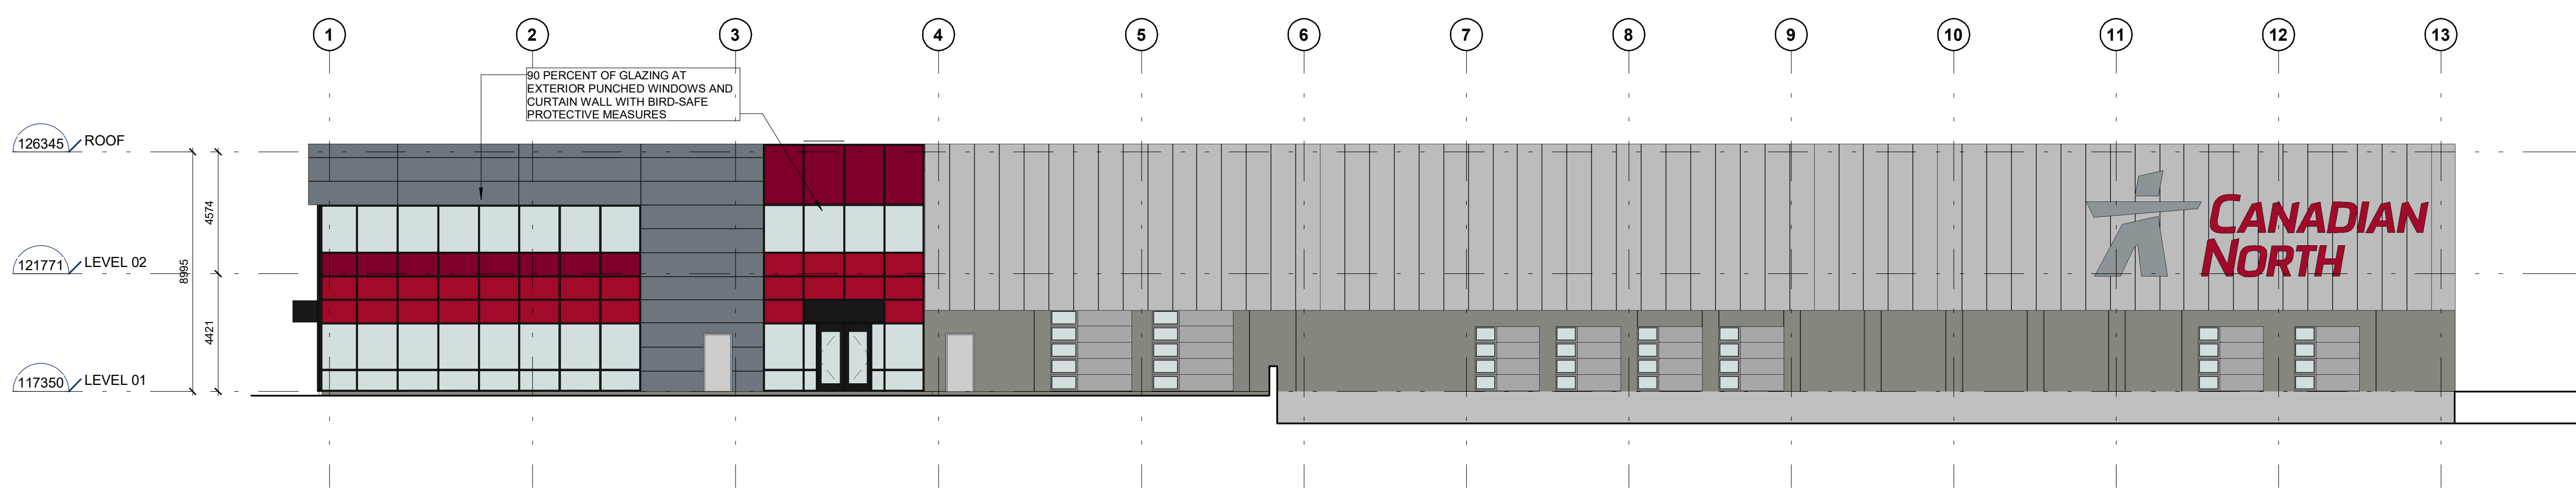 1 2 3 4 5 6 7 8 9 10 11 12 13
90 PERCENT OF GLAZING AT
EXTERIOR PUNCHED WINDOWS AND
CURTAIN WALL WITH BIRD-SAFE
PROTECTIVE MEASURES
126345 ROOF
4574
121771 LEVEL 02
8995
4421
117350 LEVEL 01
CANADIAN
NORTH